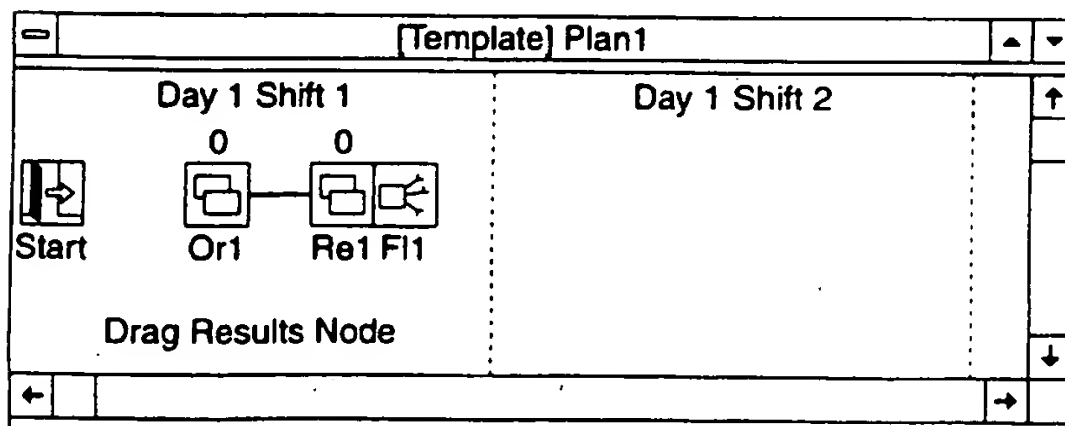 [Template] Plan1
Day 1 Shift 1 Day 1 Shift 2
0 0
Start Or1 Re1 Fl1
Drag Results Node